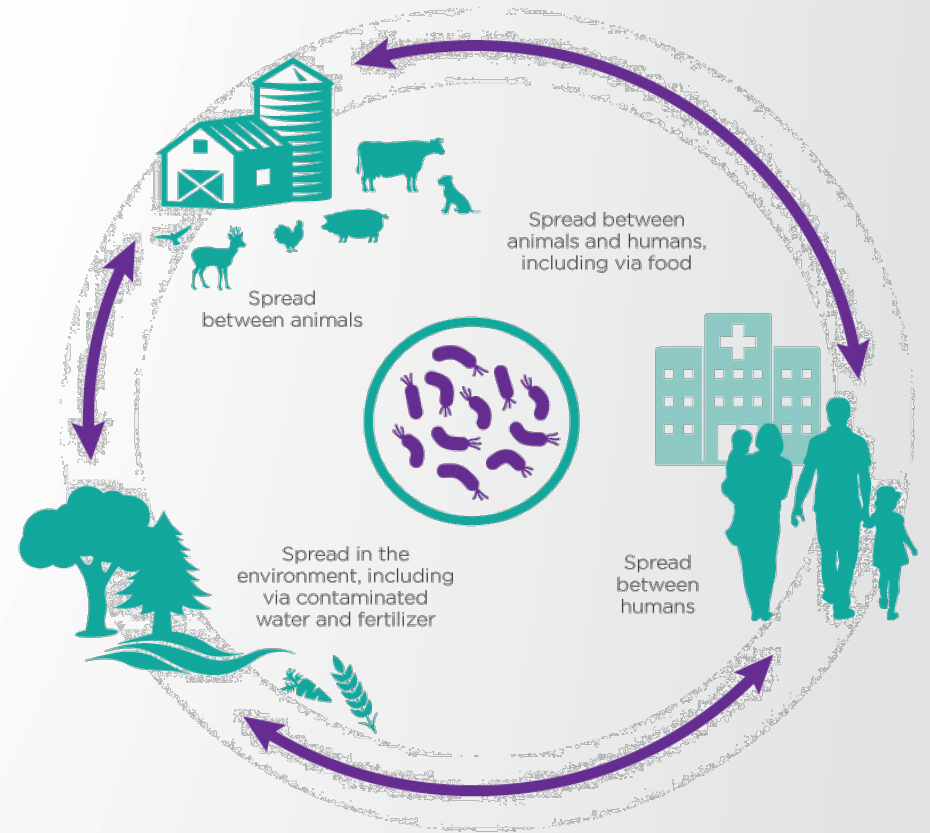 Spread between
animals and humans,
including via food
Spread
between animals
Spread in the
environment, including
via contaminated
water and fertilizer
Spread
between
humans